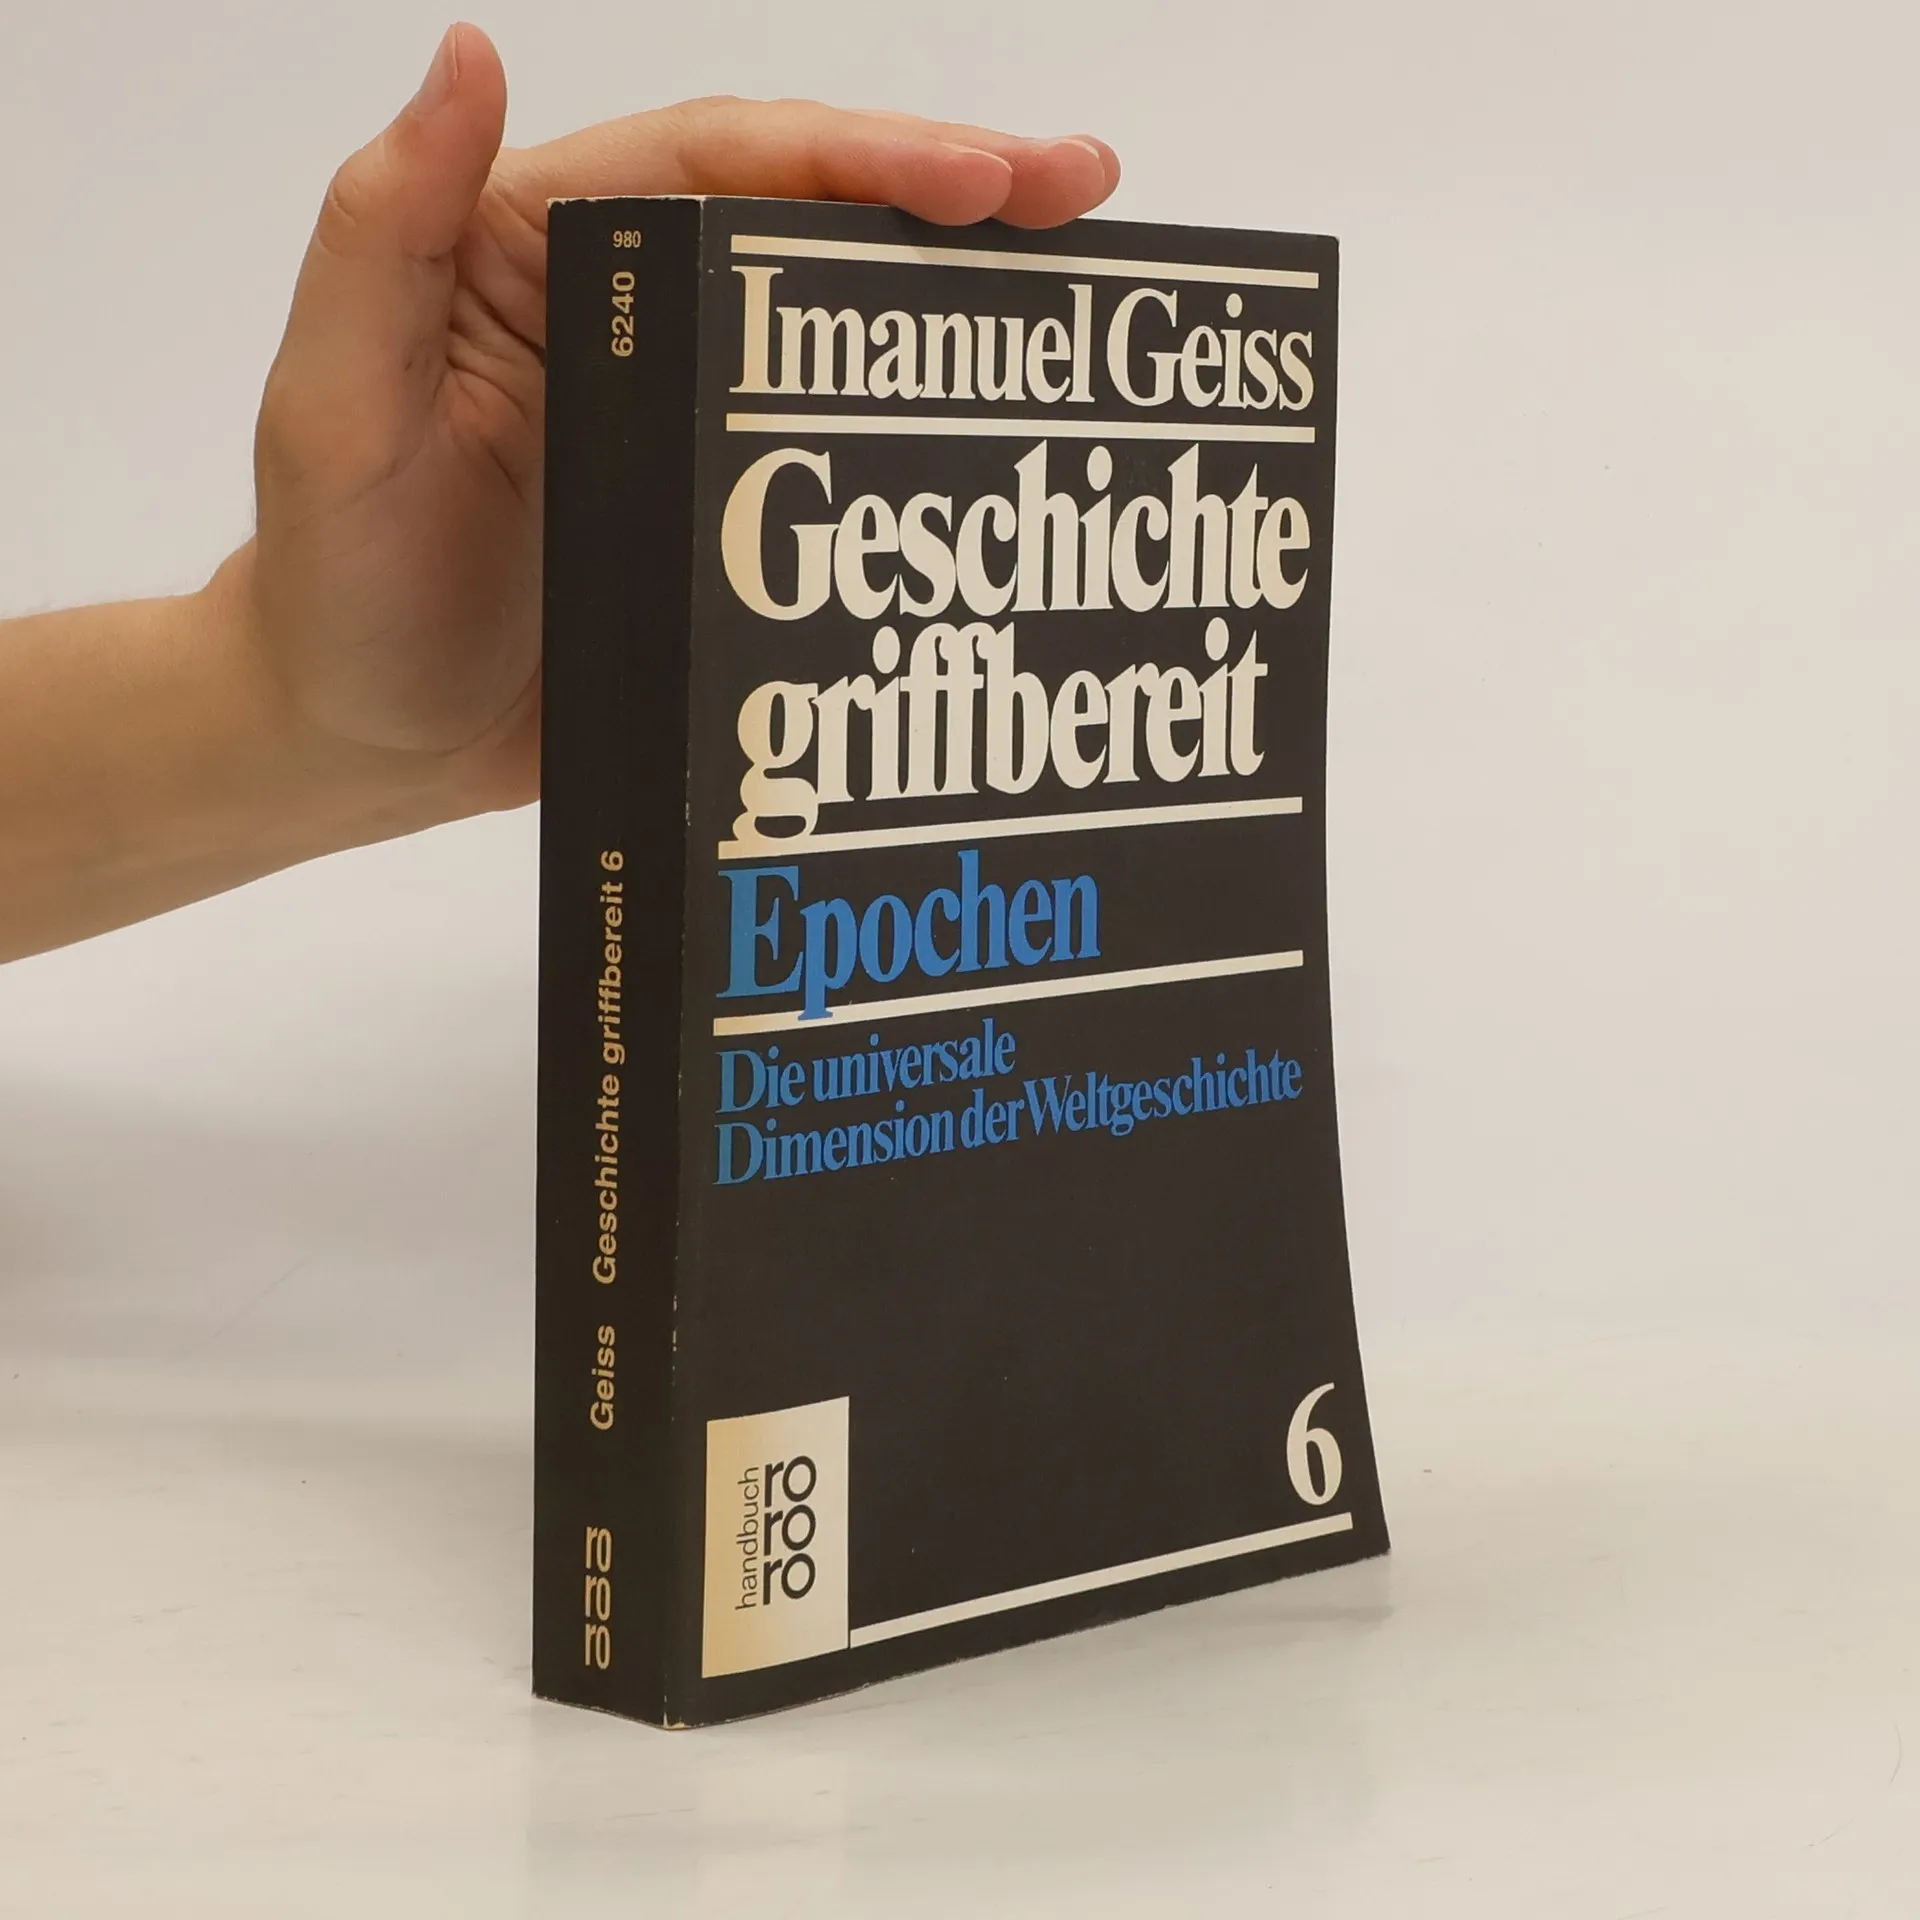 980
6240
Geiss Geschichte griffbereit 6
ro
ro
ro
Imanuel Geiss
Geschichte
griffbereit
Epochen
Die universale
Dimension der Weltgeschichte
6
handbuch
ro
ro
ro